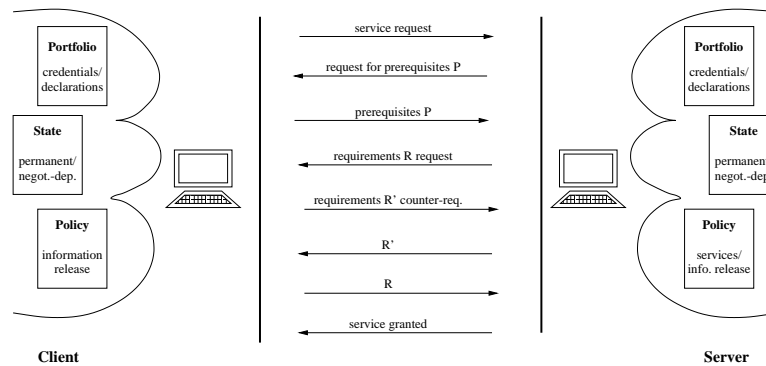 Portfolio
credentials/
declarations
State
permanent/
negot.-dep.
Policy
information
release
Client
service request
request for prerequisites P
prerequisites P
requirements R request
requirements R' counter-req.
R'
R
service granted
Portfolio
credentials/
declarations
State
permanent
negot.-dep
Policy
services/
info. release
Server